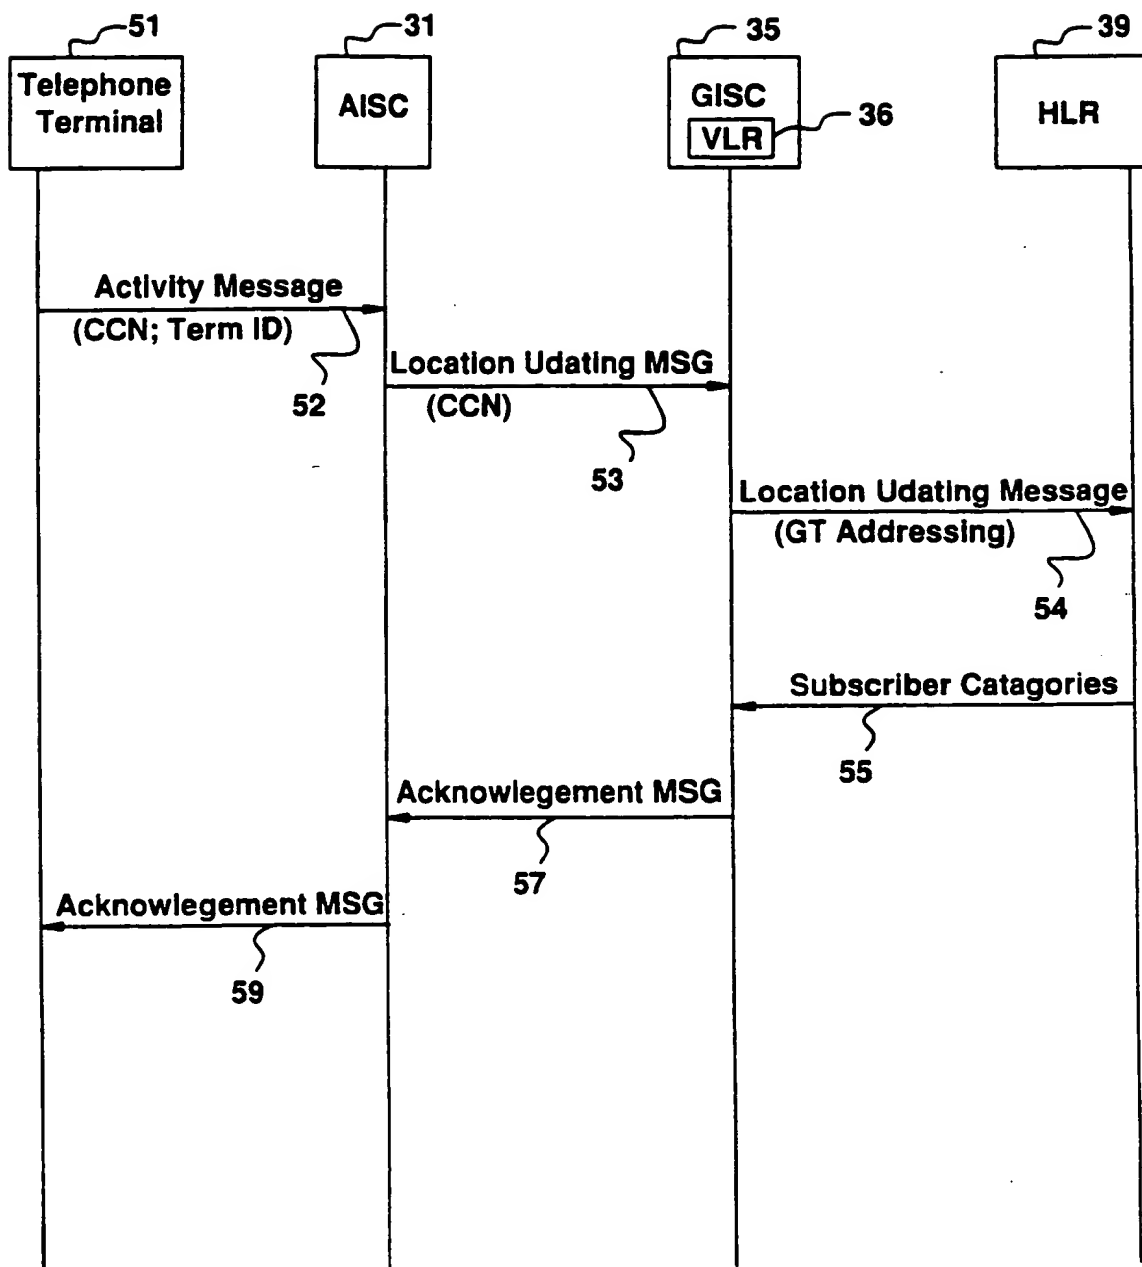 51
31
35
39
Telephone
Terminal
AISC
GISC
VLR
36
HLR
Activity Message
(CCN; Term ID)
52
Location Udating MSG
(CCN)
53
Location Udating Message
(GT Addressing)
54
Subscriber Catagories
55
Acknowlegement MSG
57
Acknowlegement MSG
59